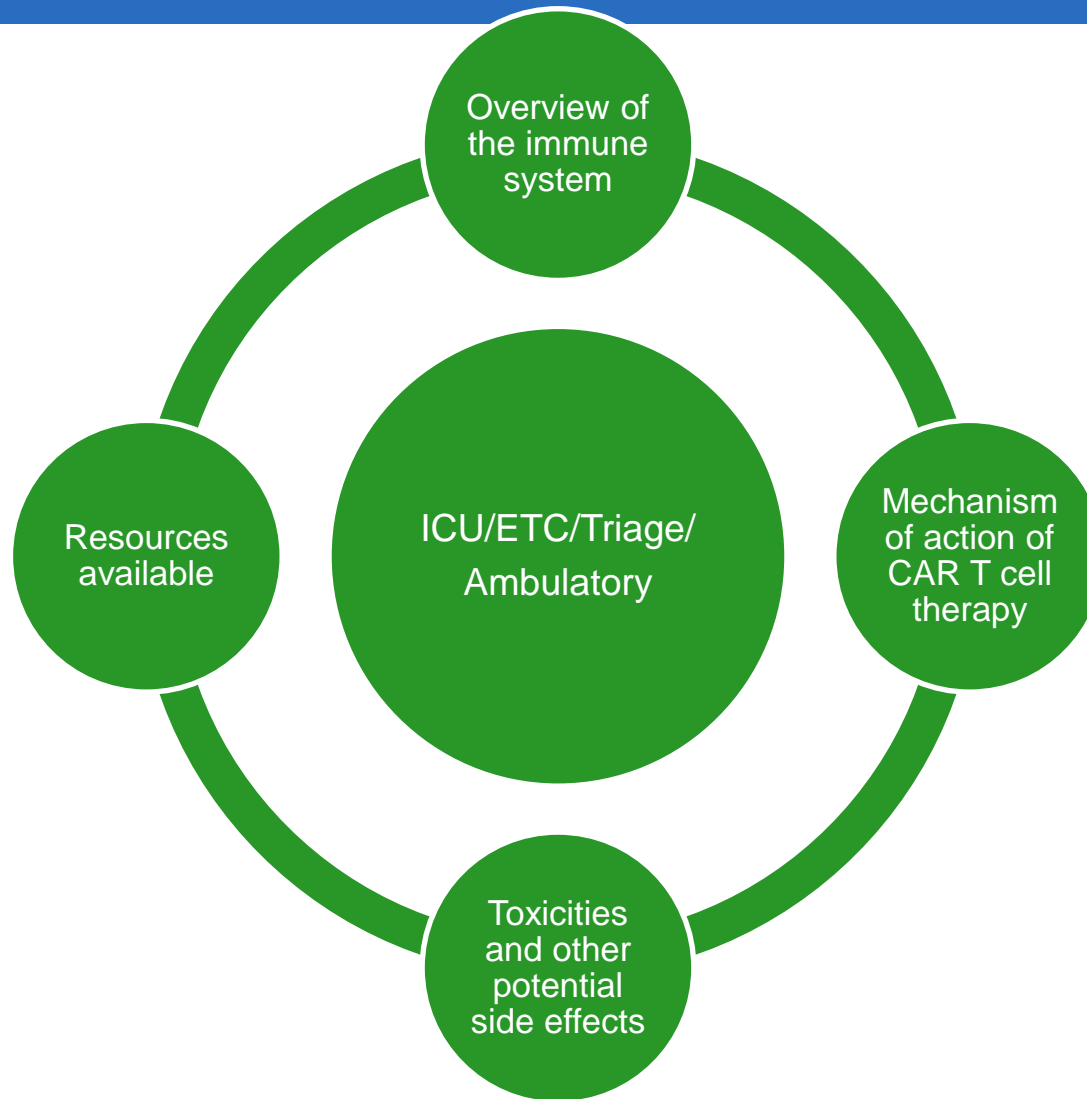 Overview of
the immune
system
Mechanism
of action of
CAR T cell
therapy
ICU/ETC/Triage/
Ambulatory
Resources
available
Toxicities
and other
potential
side effects